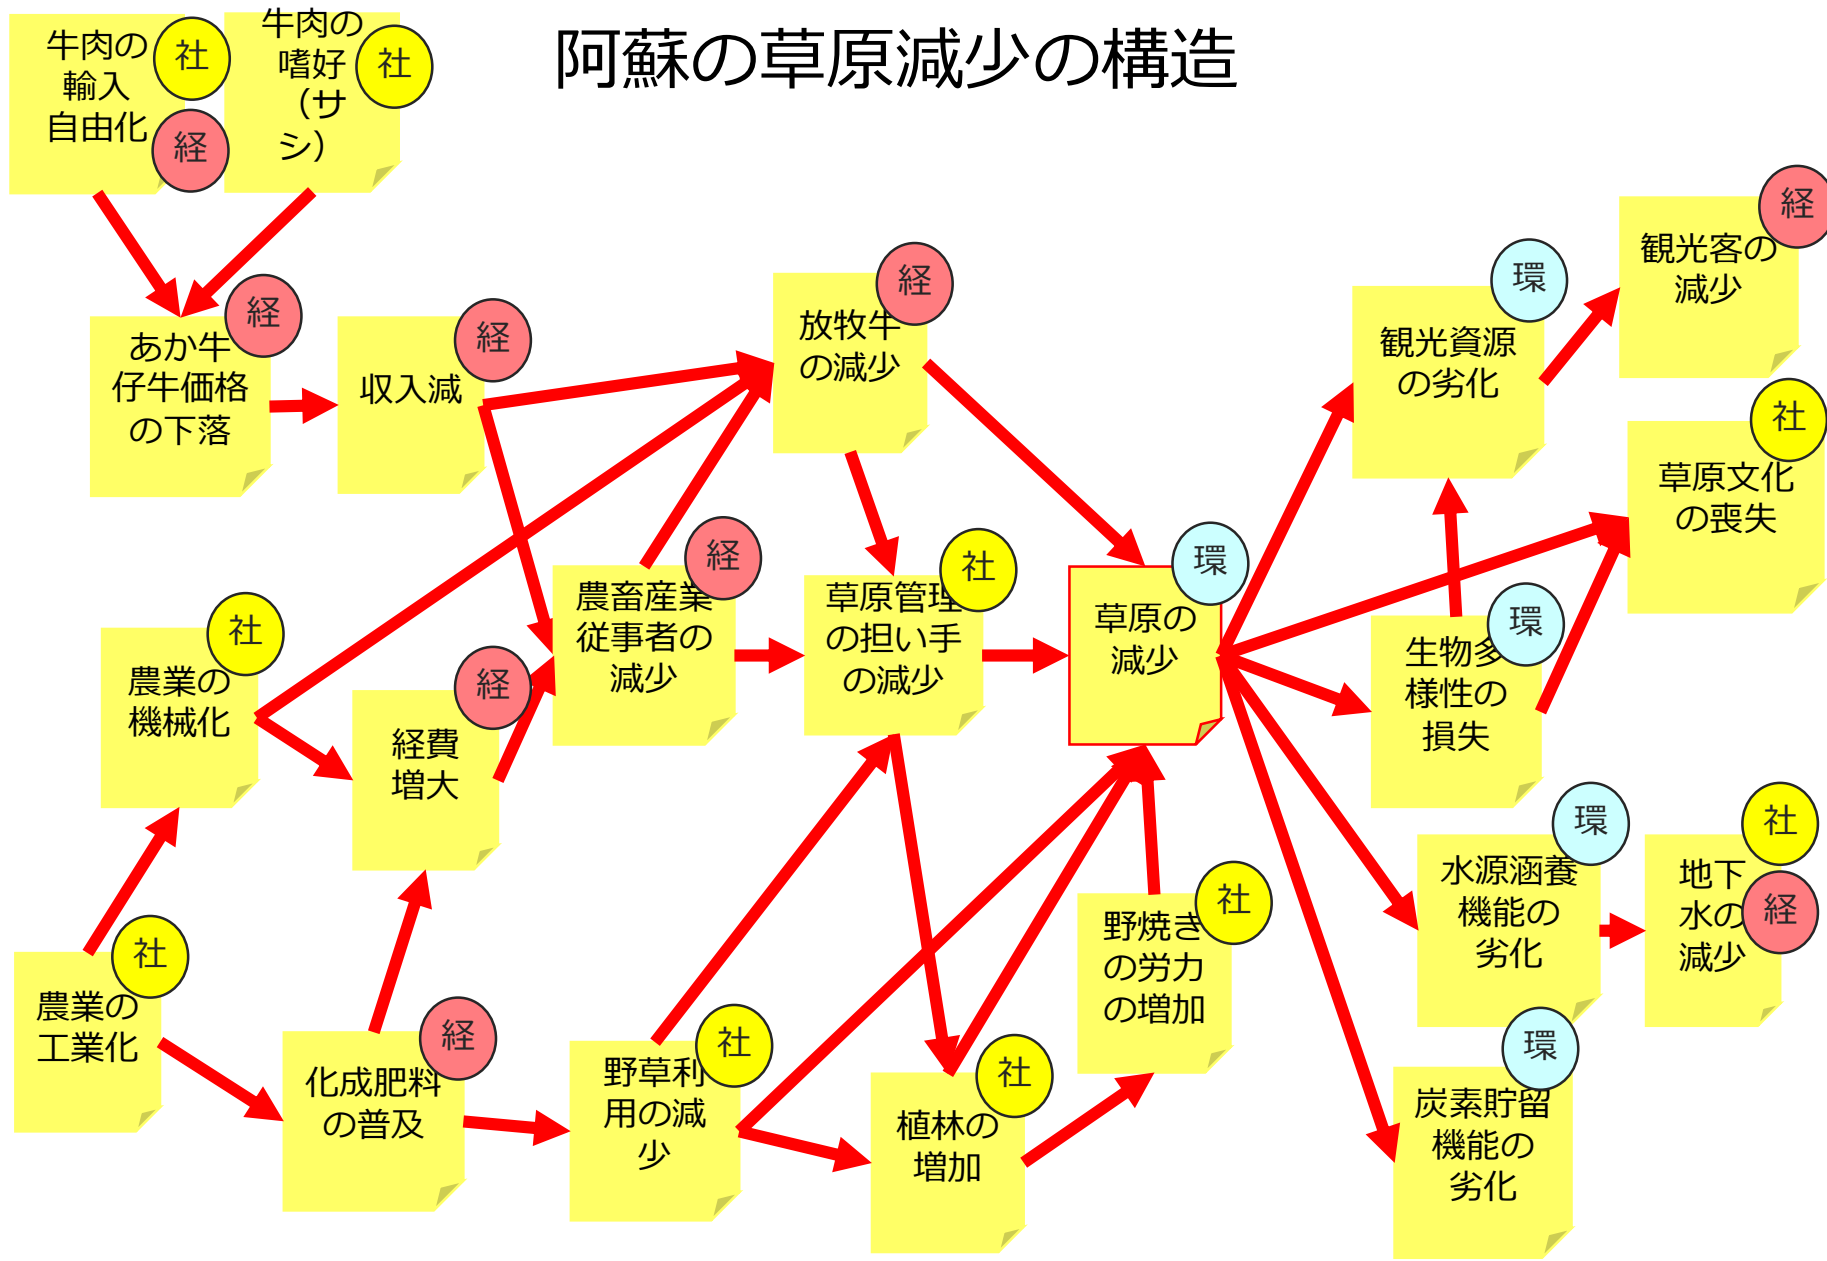 阿蘇の草原減少の構造
牛肉の
輸入
自由化
社
経
牛肉の
嗜好
（サ
シ）
社
あか牛
仔牛価格
の下落
経
収入減
経
放牧牛
の減少
経
農業の
機械化
社
経費
増大
経
農畜産業
従事者の
減少
経
草原管理
の担い手
の減少
社
草原の
減少
環
農業の
工業化
社
化成肥料
の普及
経
野草利
用の減
少
社
植林の
増加
社
野焼き
の労力
の増加
社
観光資源
の劣化
環
観光客の
減少
経
草原文化
の喪失
社
生物多
様性の
損失
環
水源涵養
機能の
劣化
環
地下
水の
減少
社
経
炭素貯留
機能の
劣化
環